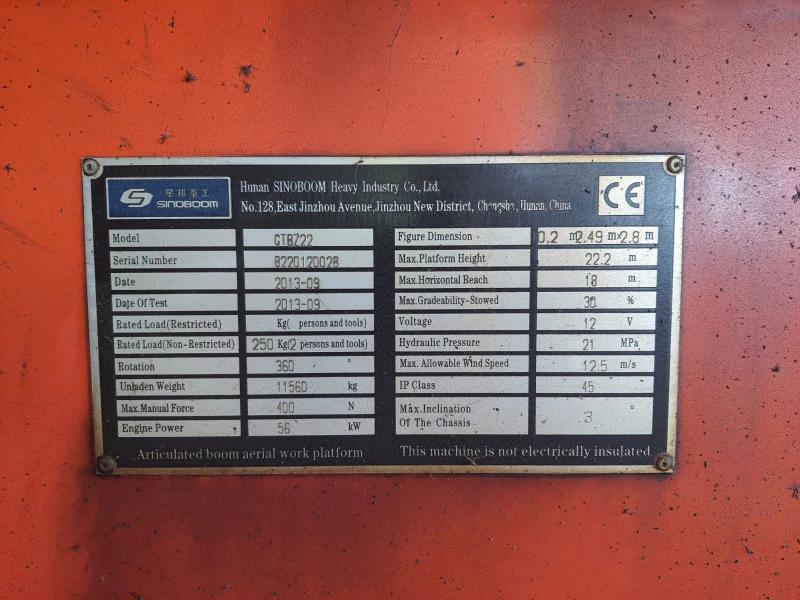 星邦重工
SINOBOOM
Hunan SINOBOOM Heavy Industry Co., Ltd.
No.128,East Jinzhou Avenue,Jinzhou New District, Changsha, Hunan, China
CE
Model GTBZ22
Serial Number 8220120028
Date 2013-09
Date Of Test 2013-09
Rated Load(Restricted) Kg( persons and tools)
Rated Load(Non-Restricted) 250 Kg(2 persons and tools)
Rotation 360 °
Unladen Weight 11560 kg
Max.Manual Force 400 N
Engine Power 56 kW
Figure Dimension 0.2 m×2.49 m×2.8 m
Max.Platform Height 22.2 m
Max.Horizontal Reach 18 m
Max.Gradeability-Stowed 30 %
Voltage 12 V
Hydraulic Pressure 21 MPa
Max. Allowable Wind Speed 12.5 m/s
IP Class 45
Max.Inclination
Of The Chassis 3 °
Articulated boom aerial work platform
This machine is not electrically insulated